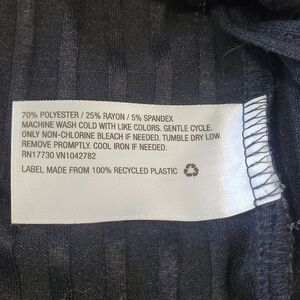 70% POLYESTER / 25% RAYON / 5% SPANDEX
MACHINE WASH COLD WITH LIKE COLORS. GENTLE CYCLE.
ONLY NON-CHLORINE BLEACH IF NEEDED. TUMBLE DRY LOW.
REMOVE PROMPTLY. COOL IRON IF NEEDED.
RN17730 VN1042782
LABEL MADE FROM 100% RECYCLED PLASTIC